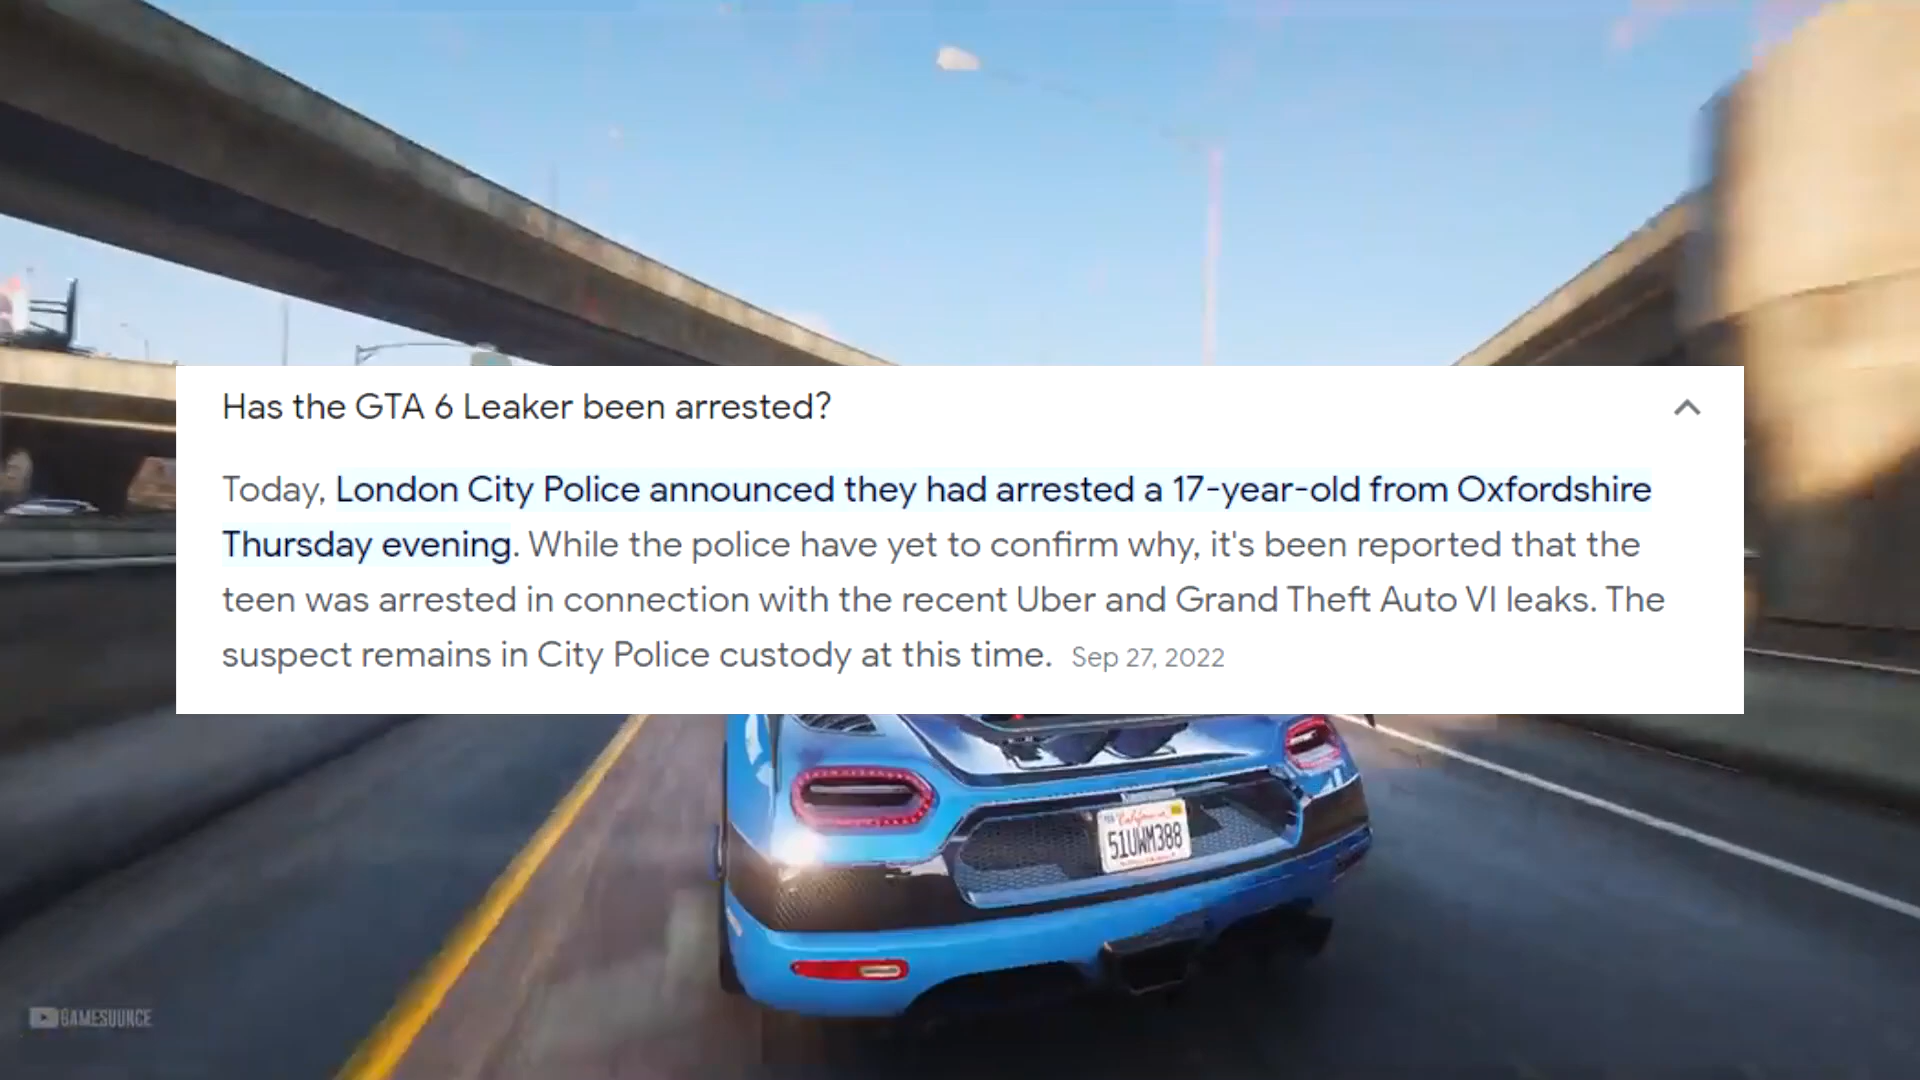 Has the GTA 6 Leaker been arrested?
Today, London City Police announced they had arrested a 17-year-old from Oxfordshire
Thursday evening. While the police have yet to confirm why, it's been reported that the
teen was arrested in connection with the recent Uber and Grand Theft Auto VI leaks. The
suspect remains in City Police custody at this time. Sep 27, 2022
California
51UWM388
GAMESOUNCE